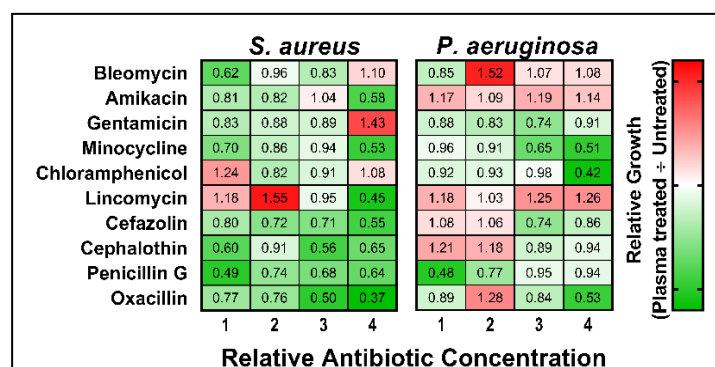 S. aureus P. aeruginosa
Bleomycin 0.62 0.96 0.83 1.10 0.85 1.52 1.07 1.08
Amikacin 0.81 0.82 1.04 0.58 1.17 1.09 1.19 1.14
Gentamicin 0.83 0.88 0.89 1.43 0.88 0.83 0.74 0.91
Minocycline 0.70 0.86 0.94 0.53 0.96 0.91 0.65 0.51
Chloramphenicol 1.24 0.82 0.91 1.08 0.92 0.93 0.98 0.42
Lincomycin 1.18 1.55 0.95 0.45 1.18 1.03 1.25 1.26
Cefazolin 0.80 0.72 0.71 0.55 1.08 1.06 0.74 0.86
Cephalothin 0.60 0.91 0.56 0.65 1.21 1.18 0.89 0.94
Penicillin G 0.49 0.74 0.68 0.64 0.48 0.77 0.95 0.94
Oxacillin 0.77 0.76 0.50 0.37 0.89 1.28 0.84 0.53
1 2 3 4 1 2 3 4
Relative Antibiotic Concentration
Relative Growth
(Plasma treated ÷ Untreated)